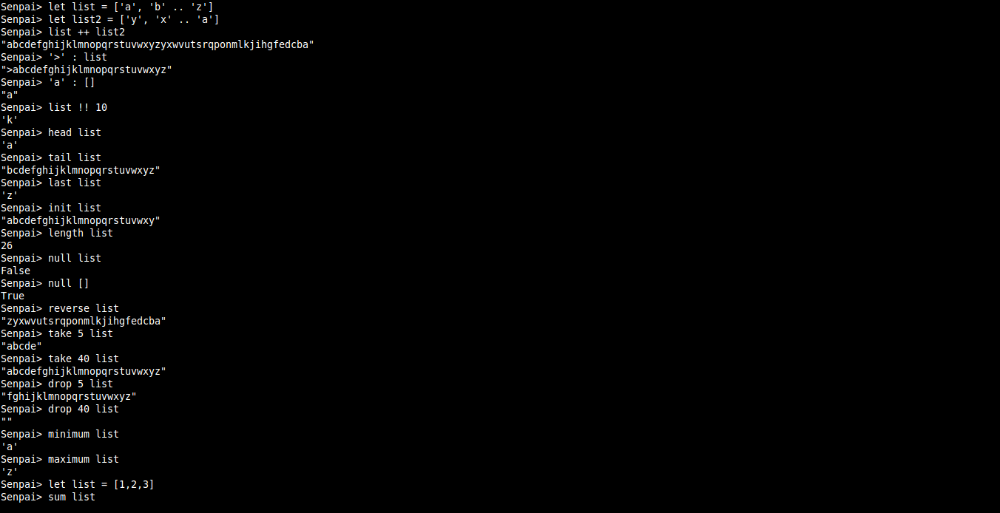 Senpai> let list = ['a', 'b' .. 'z']
Senpai> let list2 = ['y', 'x' .. 'a']
Senpai> list ++ list2
"abcdefghijklmnopqrstuvwxyzyxwvutsrqponmlkjihgfedcba"
Senpai> '>' : list
">abcdefghijklmnopqrstuvwxyz"
Senpai> 'a' : []
"a"
Senpai> list !! 10
'k'
Senpai> head list
'a'
Senpai> tail list
"bcdefghijklmnopqrstuvwxyz"
Senpai> last list
'z'
Senpai> init list
"abcdefghijklmnopqrstuvwxy"
Senpai> length list
26
Senpai> null list
False
Senpai> null []
True
Senpai> reverse list
"zyxwvutsrqponmlkjihgfedcba"
Senpai> take 5 list
"abcde"
Senpai> take 40 list
"abcdefghijklmnopqrstuvwxyz"
Senpai> drop 5 list
"fghijklmnopqrstuvwxyz"
Senpai> drop 40 list
""
Senpai> minimum list
'a'
Senpai> maximum list
'z'
Senpai> let list = [1,2,3]
Senpai> sum list